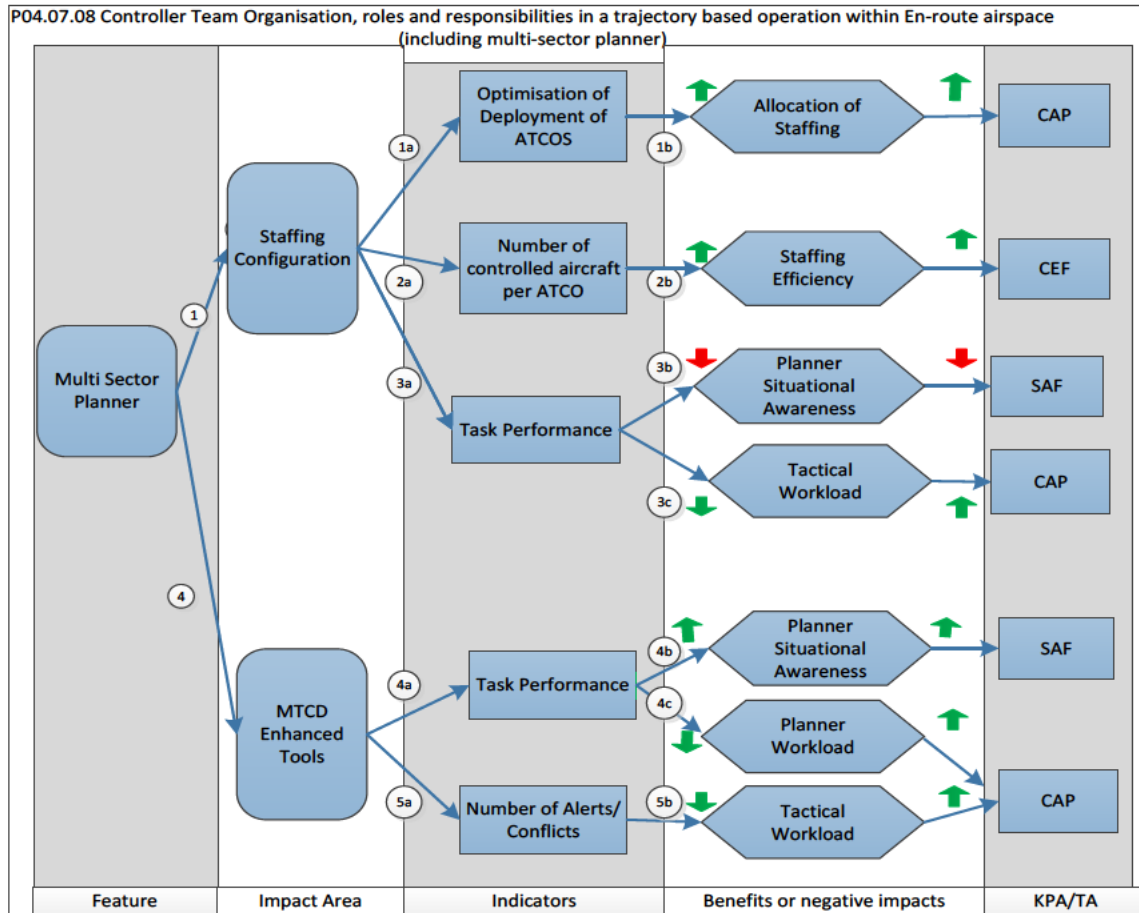 P04.07.08 Controller Team Organisation, roles and responsibilities in a trajectory based operation within En-route airspace
(including multi-sector planner)
Optimisation of
Deployment of
ATCOS
Allocation of
Staffing
CAP
1a
1b
Staffing
Configuration
Number of
controlled aircraft
per ATCO
Staffing
Efficiency
CEF
2a
2b
1
Multi Sector
Planner
3a
3b
Planner
Situational
Awareness
SAF
Task Performance
3c
Tactical
Workload
CAP
4
MTCD
Enhanced
Tools
4a
Task Performance
4b
Planner
Situational
Awareness
SAF
4c
Planner
Workload
5a
Number of Alerts/
Conflicts
5b
Tactical
Workload
CAP
Feature
Impact Area
Indicators
Benefits or negative impacts
KPA/TA